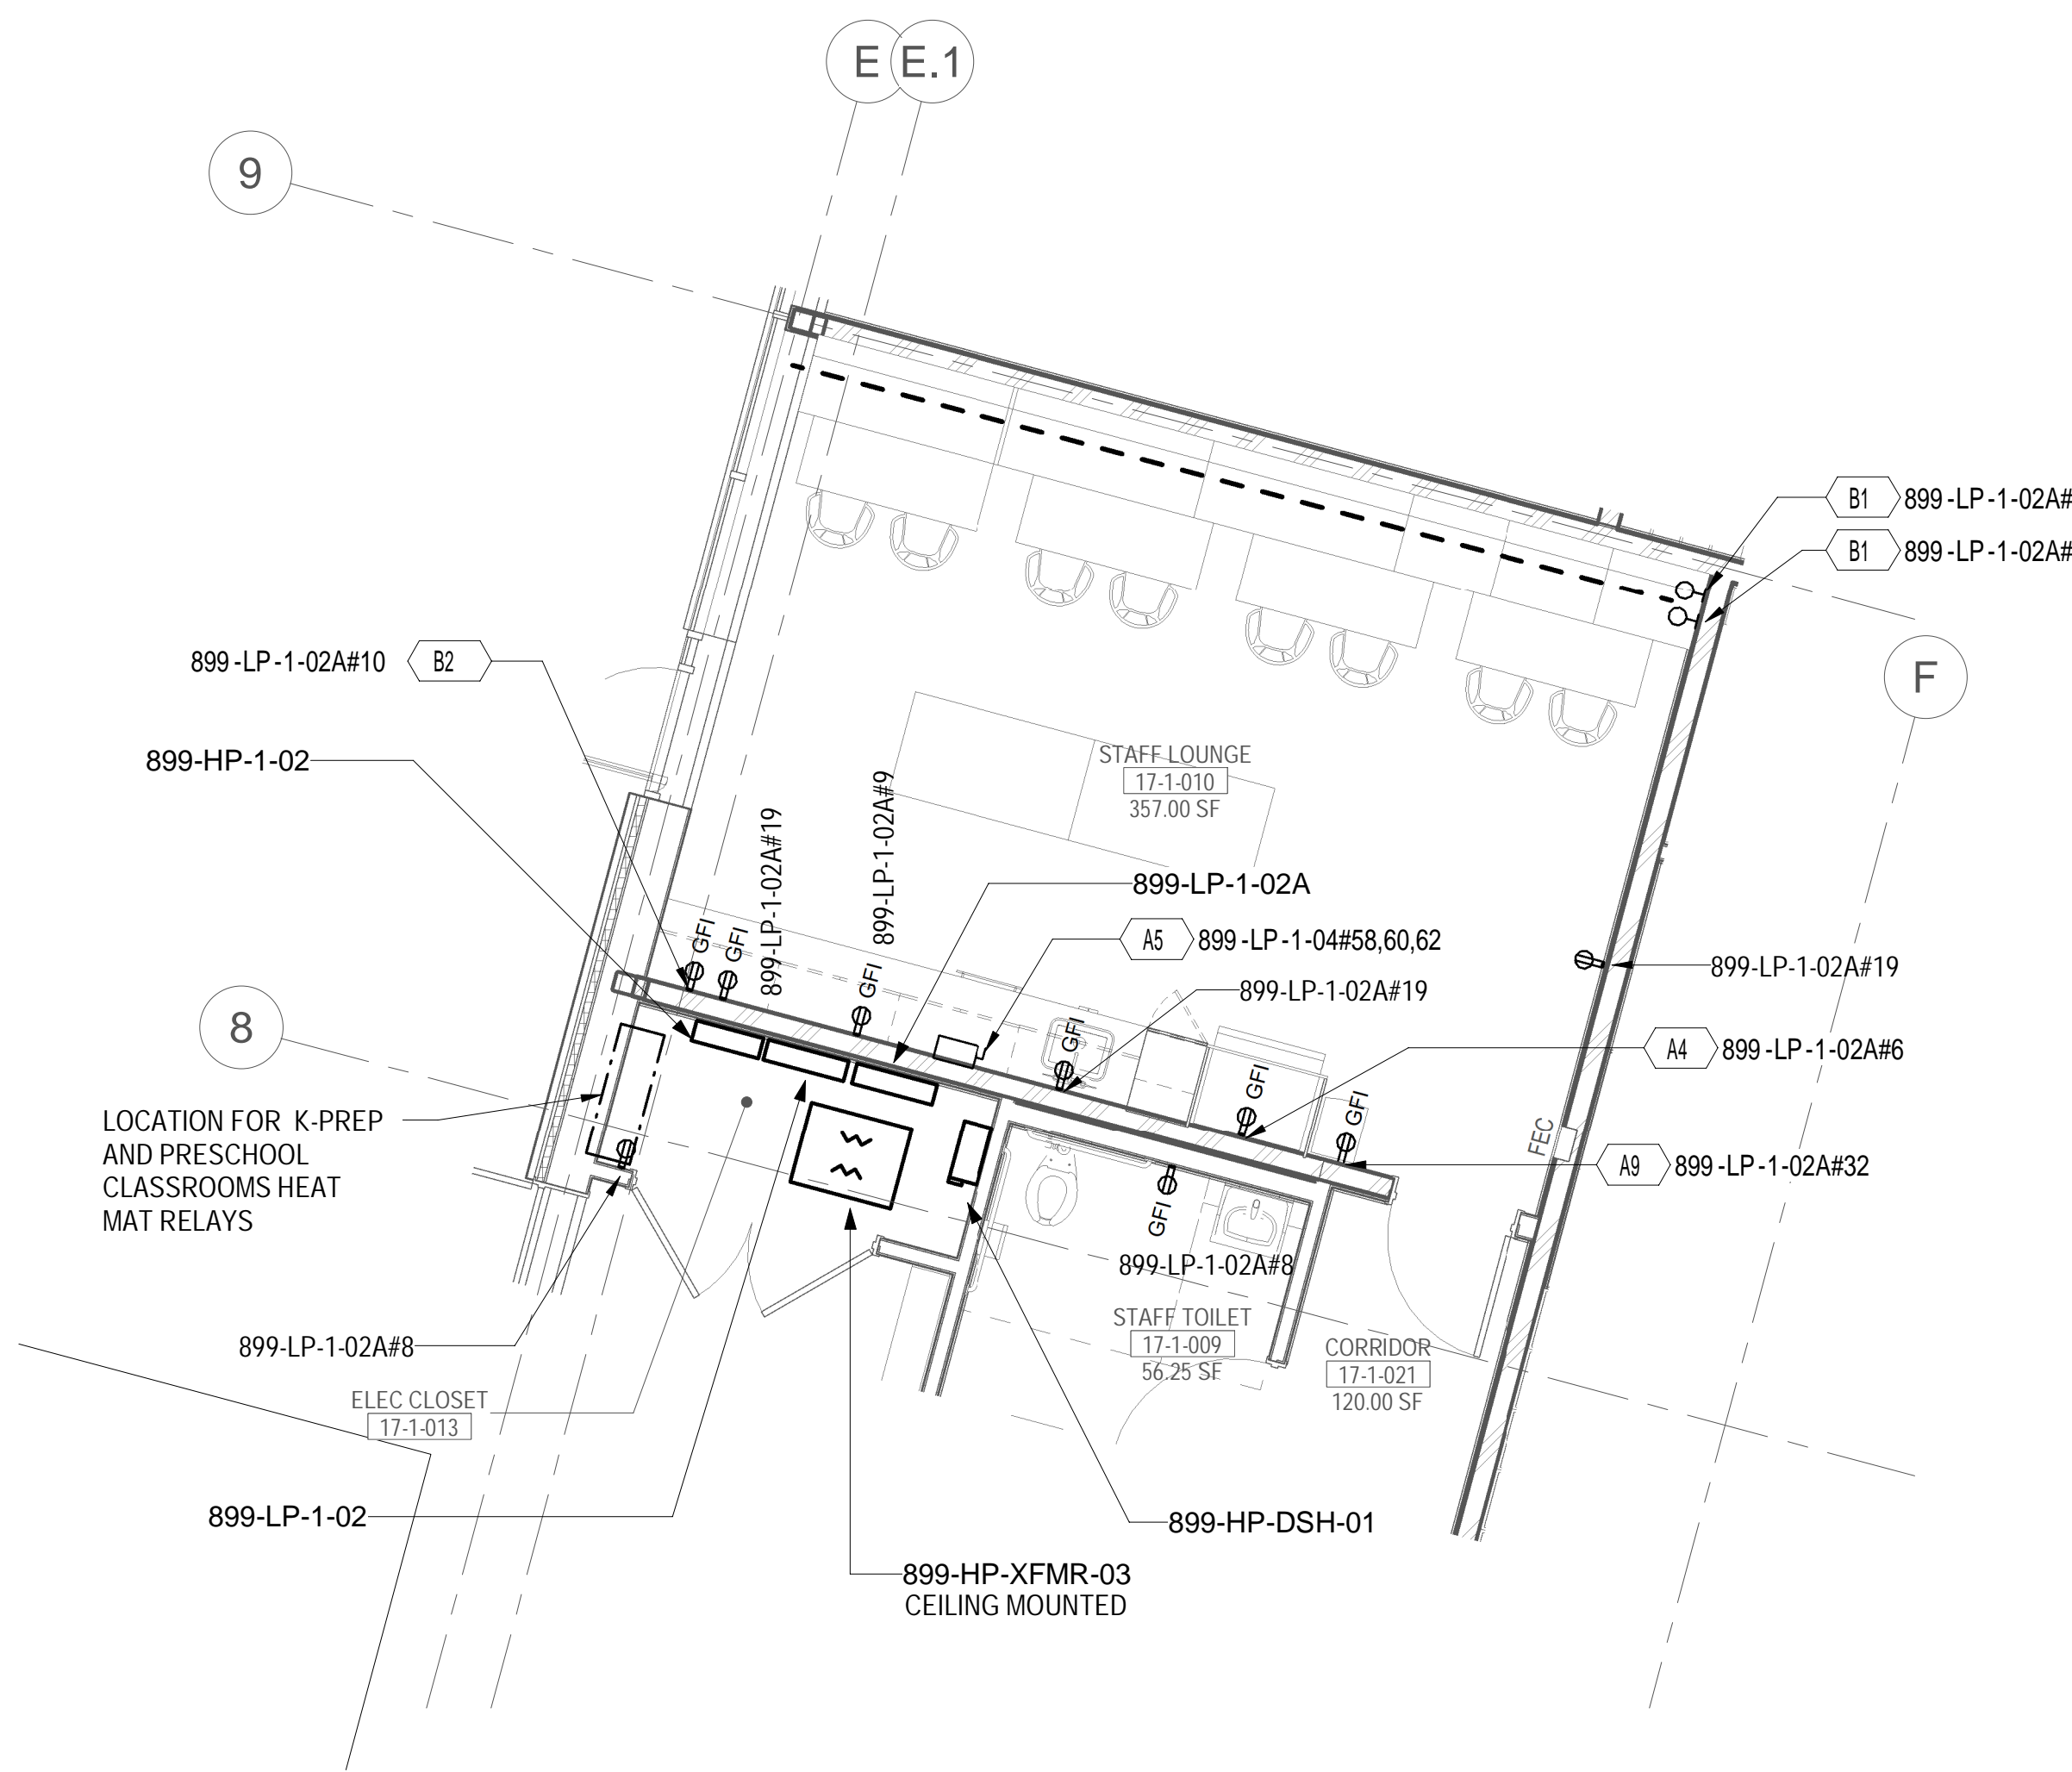 E
E.1
9
B1
899-LP-1-02A#
B1
899-LP-1-02A#
899-LP-1-02A#10
B2
F
899-HP-1-02
STAFF LOUNGE
17-1-010
357.00 SF
899-LP-1-02A#19
899-LP-1-02A#9
899-LP-1-02A
A5
899-LP-1-04#58,60,62
GFI
GFI
GFI
899-LP-1-02A#19
899-LP-1-02A#19
8
GFI
A4
899-LP-1-02A#6
GFI
GFI
LOCATION FOR K-PREP
AND PRESCHOOL
CLASSROOMS HEAT
MAT RELAYS
FEC
A9
899-LP-1-02A#32
GFI
899-LP-1-02A#8
STAFF TOILET
17-1-009
56.25 SF
CORRIDOR
17-1-021
120.00 SF
899-LP-1-02A#8
ELEC CLOSET
17-1-013
899-LP-1-02
899-HP-DSH-01
899-HP-XFMR-03
CEILING MOUNTED